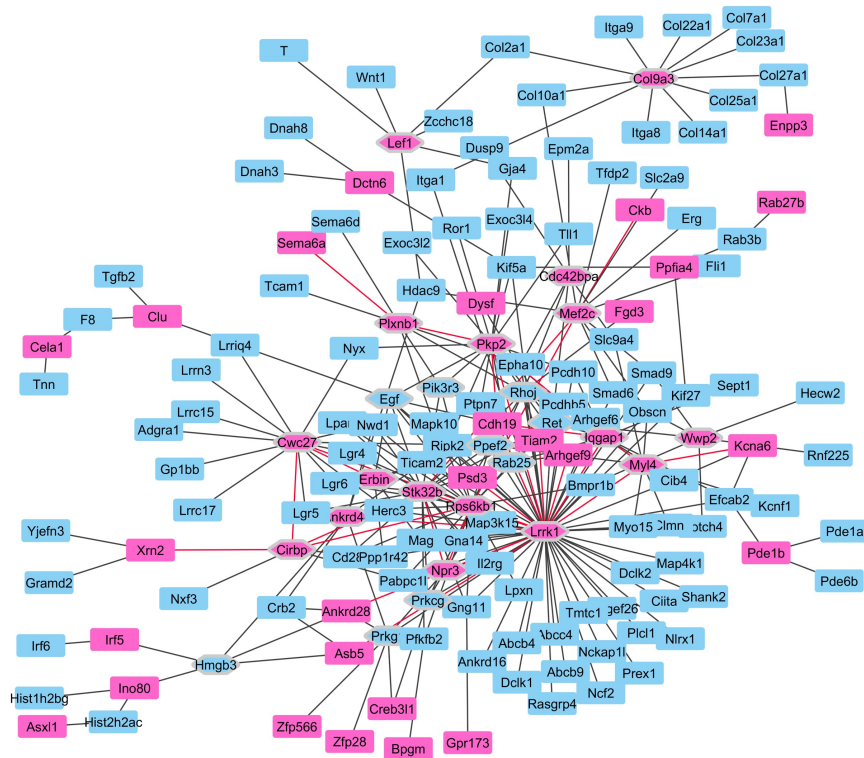 Col7a1
Itga9
Col22a1
Col23a1
T
Col2a1
Wnt1
Col9a3
Col27a1
Col10a1
Col25a1
Zcchc18
Enpp3
Dnah8
Itga8
Col14a1
Lef1
Dusp9
Epm2a
Gja4
Dnah3
Dctn6
Itga1
Tfdp2
Slc2a9
Rab27b
Ckb
Sema6d
Exoc3l4
Erg
Ror1
Tll1
Sema6a
Exoc3l2
Rab3b
Kif5a
Ppfia4
Fli1
Tgfb2
Cdc42bpa
Tcam1
Hdac9
Dysf
Fgd3
Mef2c
F8
Clu
Plxnb1
Cela1
Lrriq4
Nyx
Pkp2
Slc9a4
Epha10
Lrrn3
Pcdh10
Smad9
Tnn
Pik3r3
Rhoj
Smad6
Kif27
Sept1
Hecw2
Egf
Ptpn7
Pcdhb5
Lrrc15
Obscn
Adgra1
Nwd1
Mapk10
Cdh19
Ret
Arhgef6
Cwc27
Ripk2
Ppef2
Tiam2
Iqgap1
Wwp2
Kcna6
Lgr4
Arhgef9
Rnf225
Gp1bb
Ticam2
Rab25
Myl4
Lgr6
Erbin
Psd3
Cib4
Bmpr1b
Stk32b
Efcab2
Kcnf1
Lrrc17
Lgr5
Herc3
Rps6kb1
Map3k15
Lrrk1
Myo15
Yjefn3
Pde1a
Mag
Gna14
Xrn2
Cirbp
Ppp1r42
Pde1b
Il2rg
Map4k1
Npr3
Dclk2
Gramd2
Pabpc1l
Pde6b
Nxf3
Lpxn
Shank2
Prkcg
Ciita
Crb2
Gng11
Ankrd28
Tmtc1
Plcl1
Irf5
Abcc4
Irf6
Pfkfb2
Abcb4
Nlrx1
Asb5
Nckap1l
Hmgb3
Ankrd16
Abcb9
Prex1
Dclk1
Ino80
Ncf2
Hist1h2bg
Rasgrp4
Creb3l1
Asxl1
Hist2h2ac
Zfp566
Zfp28
Gpr173
Bpgm